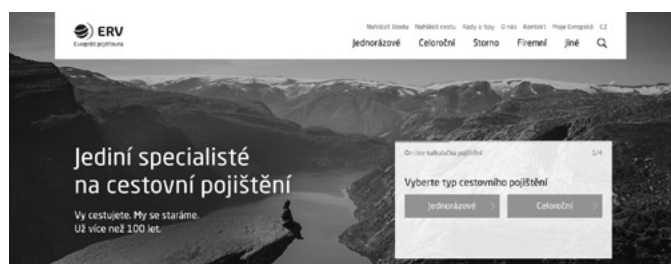 ERV
Evropská pojišťovna
Nahlásit škodu Nahlásit cestu Rady a tipy O nás Kontakt Moje Evropská CZ
Jednorázové Celoroční Storno Firemní Jiné
Jediní specialisté
na cestovní pojištění
Vy cestujete. My se staráme.
Už více než 100 let.
On-line kalkulačka pojištění 1/4
Vyberte typ cestovního pojištění
Jednorázové Celoroční